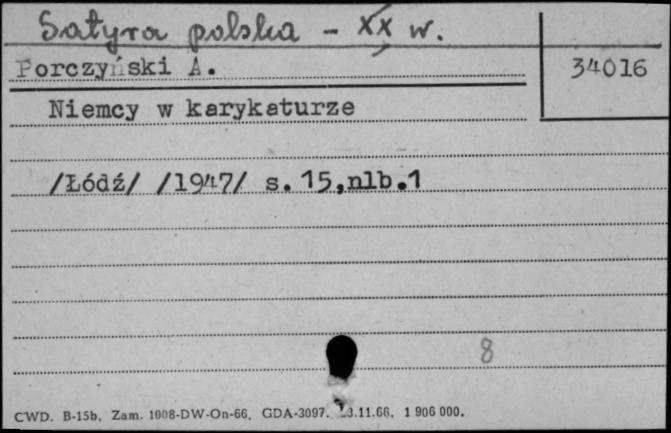 Satyra polska - XX w.
Porczyński A.
34016
Niemcy w karykaturze
/Łódź/ /1947/ s. 15,nlb.1
8
CWD. B-15b. Zam. 1008-DW-On-66. GDA-3097. 23.11.66. 1 906 000.